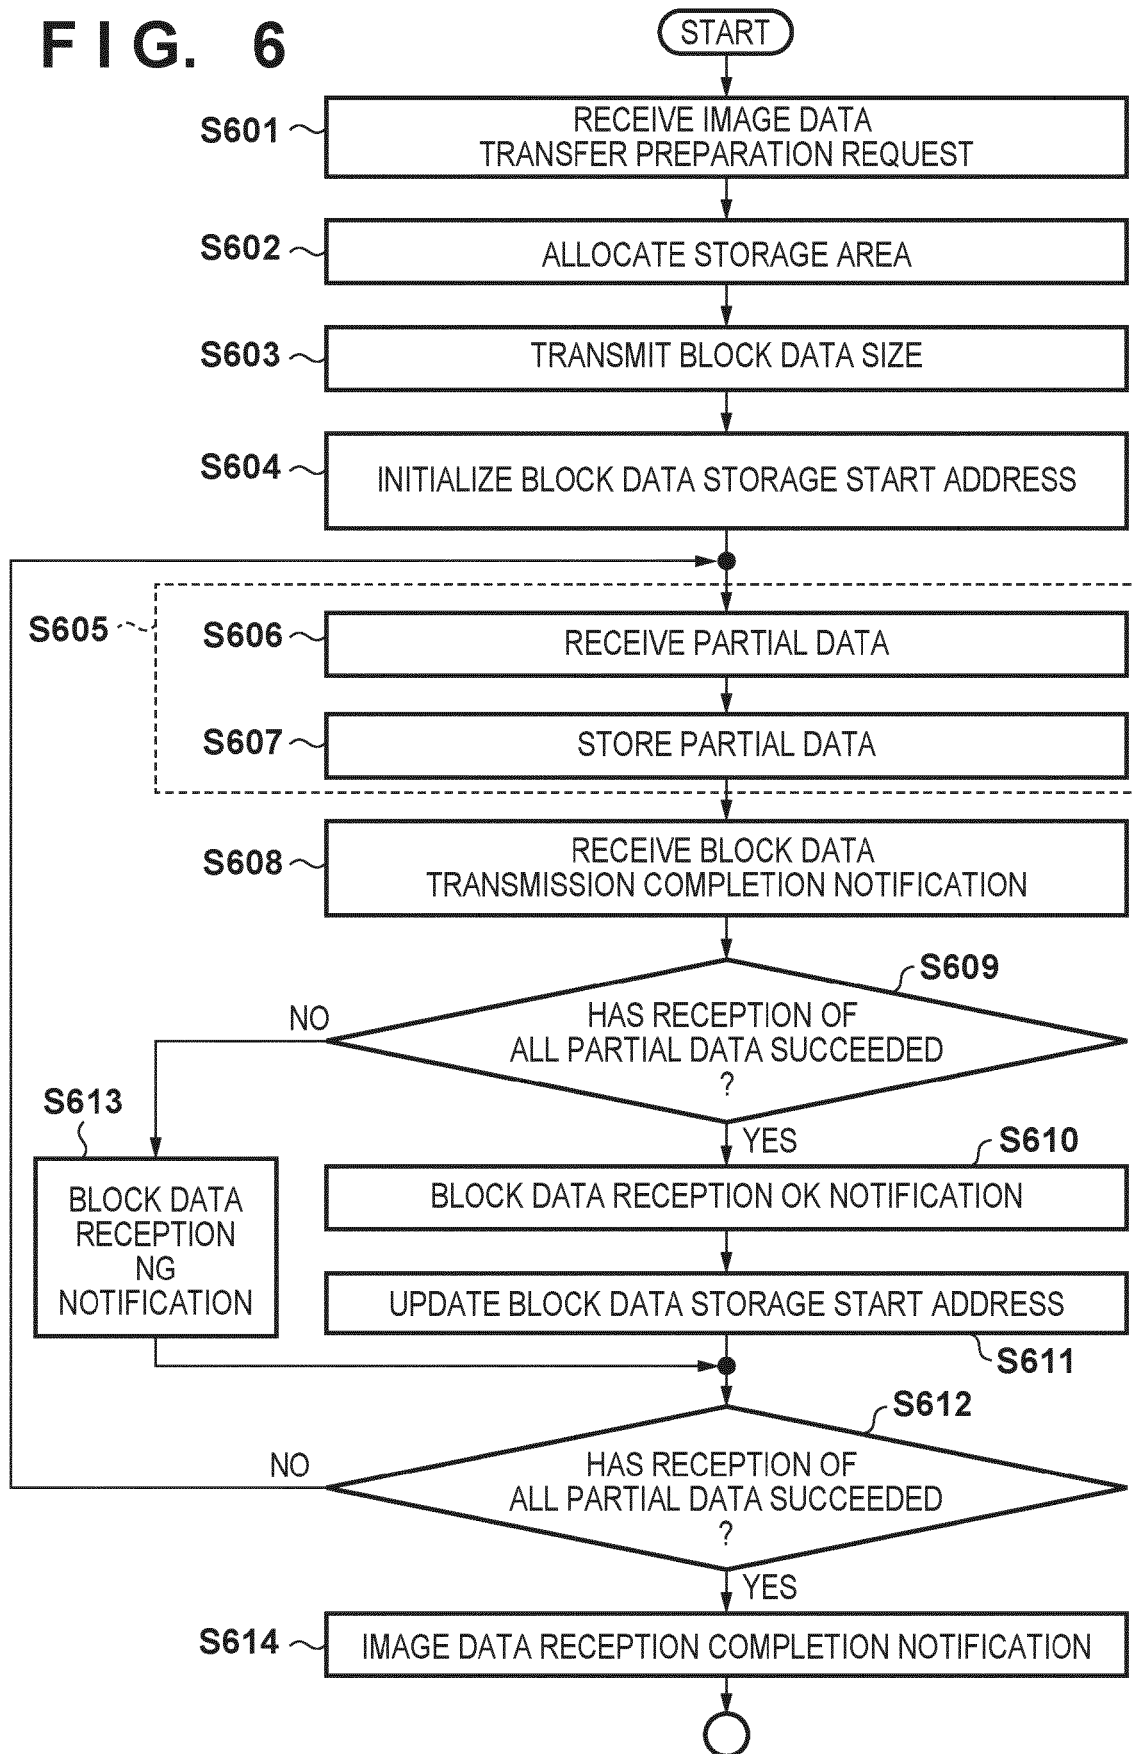 FIG. 6
START
S601
RECEIVE IMAGE DATA
TRANSFER PREPARATION REQUEST
S602
ALLOCATE STORAGE AREA
S603
TRANSMIT BLOCK DATA SIZE
S604
INITIALIZE BLOCK DATA STORAGE START ADDRESS
S605
S606
RECEIVE PARTIAL DATA
S607
STORE PARTIAL DATA
S608
RECEIVE BLOCK DATA
TRANSMISSION COMPLETION NOTIFICATION
S609
NO
HAS RECEPTION OF
ALL PARTIAL DATA SUCCEEDED
?
YES
S613
BLOCK DATA
RECEPTION
NG
NOTIFICATION
S610
BLOCK DATA RECEPTION OK NOTIFICATION
UPDATE BLOCK DATA STORAGE START ADDRESS
S611
S612
NO
HAS RECEPTION OF
ALL PARTIAL DATA SUCCEEDED
?
YES
S614
IMAGE DATA RECEPTION COMPLETION NOTIFICATION